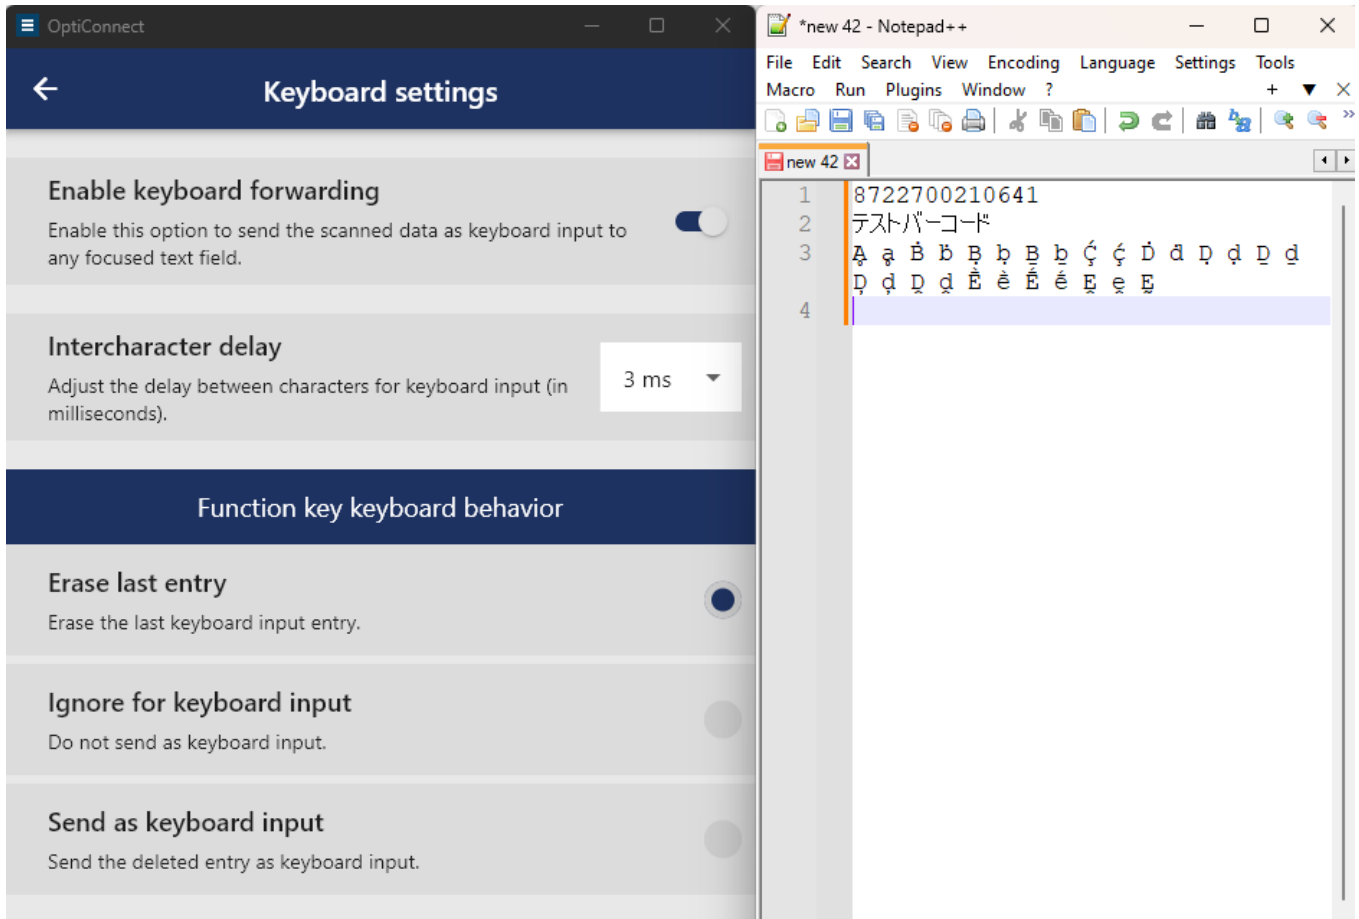 OptiConnect
Keyboard settings
Enable keyboard forwarding
Enable this option to send the scanned data as keyboard input to
any focused text field.
Intercharacter delay
Adjust the delay between characters for keyboard input (in
milliseconds).
3 ms
Function key keyboard behavior
Erase last entry
Erase the last keyboard input entry.
Ignore for keyboard input
Do not send as keyboard input.
Send as keyboard input
Send the deleted entry as keyboard input.
*new 42 - Notepad++
File Edit Search View Encoding Language Settings Tools
Macro Run Plugins Window ?
new 42
1 8722700210641
2 テストバーコード
3 Ḁ ḁ Ḃ ḃ Ḅ ḅ Ḇ ḇ Ḉ ḉ Ḋ ḋ Ḍ ḍ Ḏ ḏ
Ḑ ḑ Ḓ ḓ Ḕ ḕ Ḗ ḗ Ḙ ḙ Ḛ
4